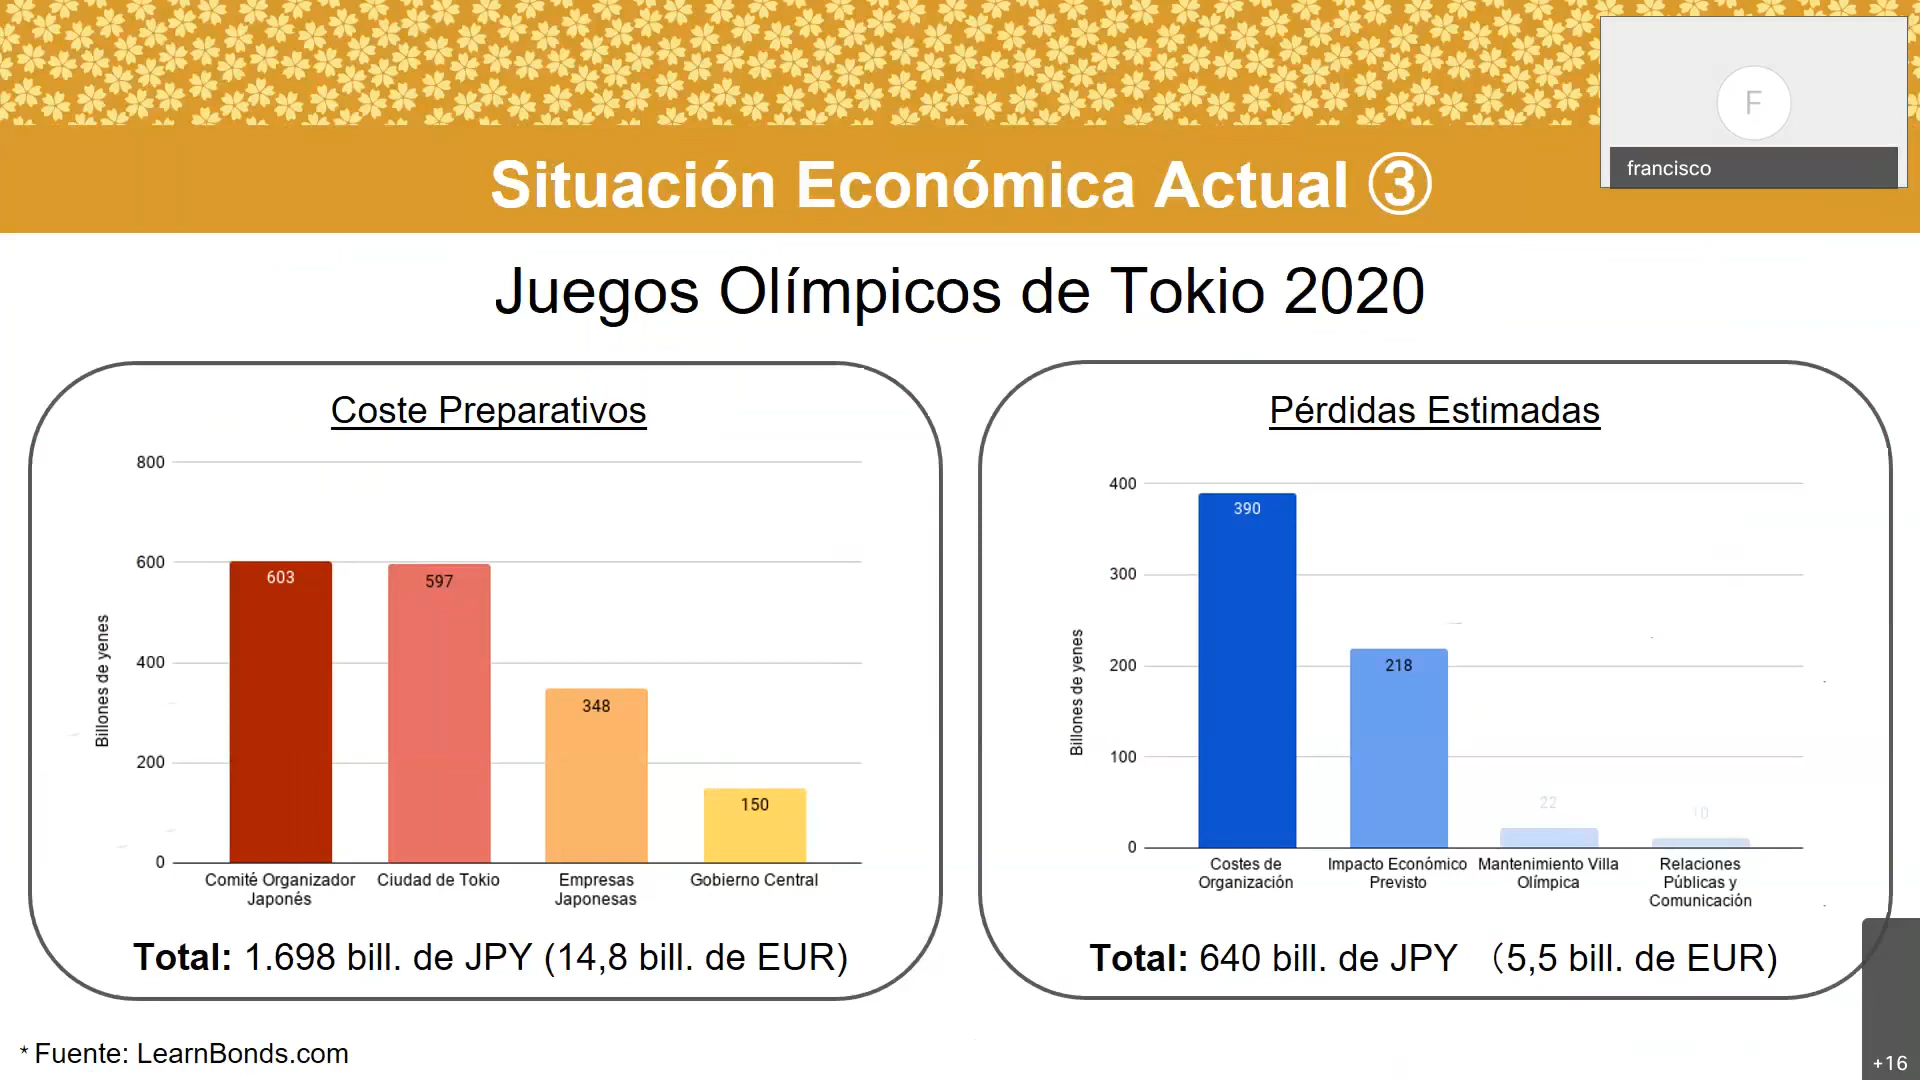 F
francisco
Situación Económica Actual ③
Juegos Olímpicos de Tokio 2020
Coste Preparativos
800
600
400
200
0
Billones de yenes
603
597
348
150
Comité Organizador
Japonés
Ciudad de Tokio
Empresas
Japonesas
Gobierno Central
Total: 1.698 bill. de JPY (14,8 bill. de EUR)
Pérdidas Estimadas
400
300
200
100
0
Billones de yenes
390
218
22
10
Costes de
Organización
Impacto Económico
Previsto
Mantenimiento Villa
Olímpica
Relaciones
Públicas y
Comunicación
Total: 640 bill. de JPY （5,5 bill. de EUR)
* Fuente: LearnBonds.com
+16